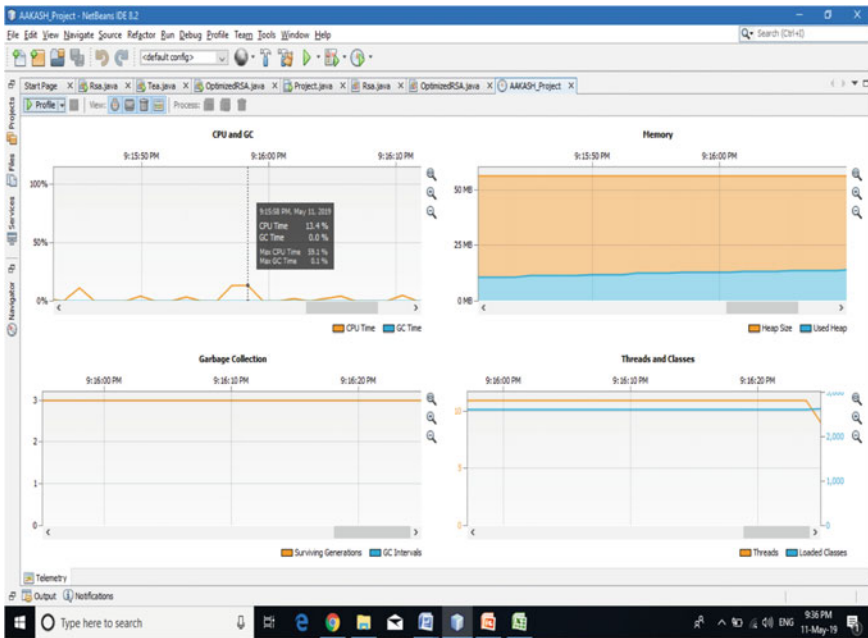 AAKASH_Project - NetBeans IDE 8.2
File Edit View Navigate Source Refactor Run Debug Profile Team Tools Window Help
Search (Ctrl+I)
<default config>
Start Page Rsa.java Tea.java OptimizedRSA.java Project.java Rsa.java OptimizedRSA.java AAKASH_Project
Profile View: Process:
Projects
Files
Services
Navigator
CPU and GC
9:15:50 PM 9:16:00 PM 9:16:10 PM
100%
50%
0%
9:15:58 PM, May 11, 2019
CPU Time 13.4 %
GC Time 0.0 %
Max CPU Time 59.1 %
Max GC Time 0.1 %
CPU Time GC Time
Memory
9:15:50 PM 9:16:00 PM
50 MB
25 MB
0 MB
Heap Size Used Heap
Garbage Collection
9:16:00 PM 9:16:10 PM 9:16:20 PM
3
2
1
0
Surviving Generations GC Intervals
Threads and Classes
9:16:00 PM 9:16:10 PM 9:16:20 PM
10
5
0
3,000
2,000
1,000
0
Threads Loaded Classes
Telemetry
Output Notifications
Type here to search
ENG
9:36 PM
11-May-19